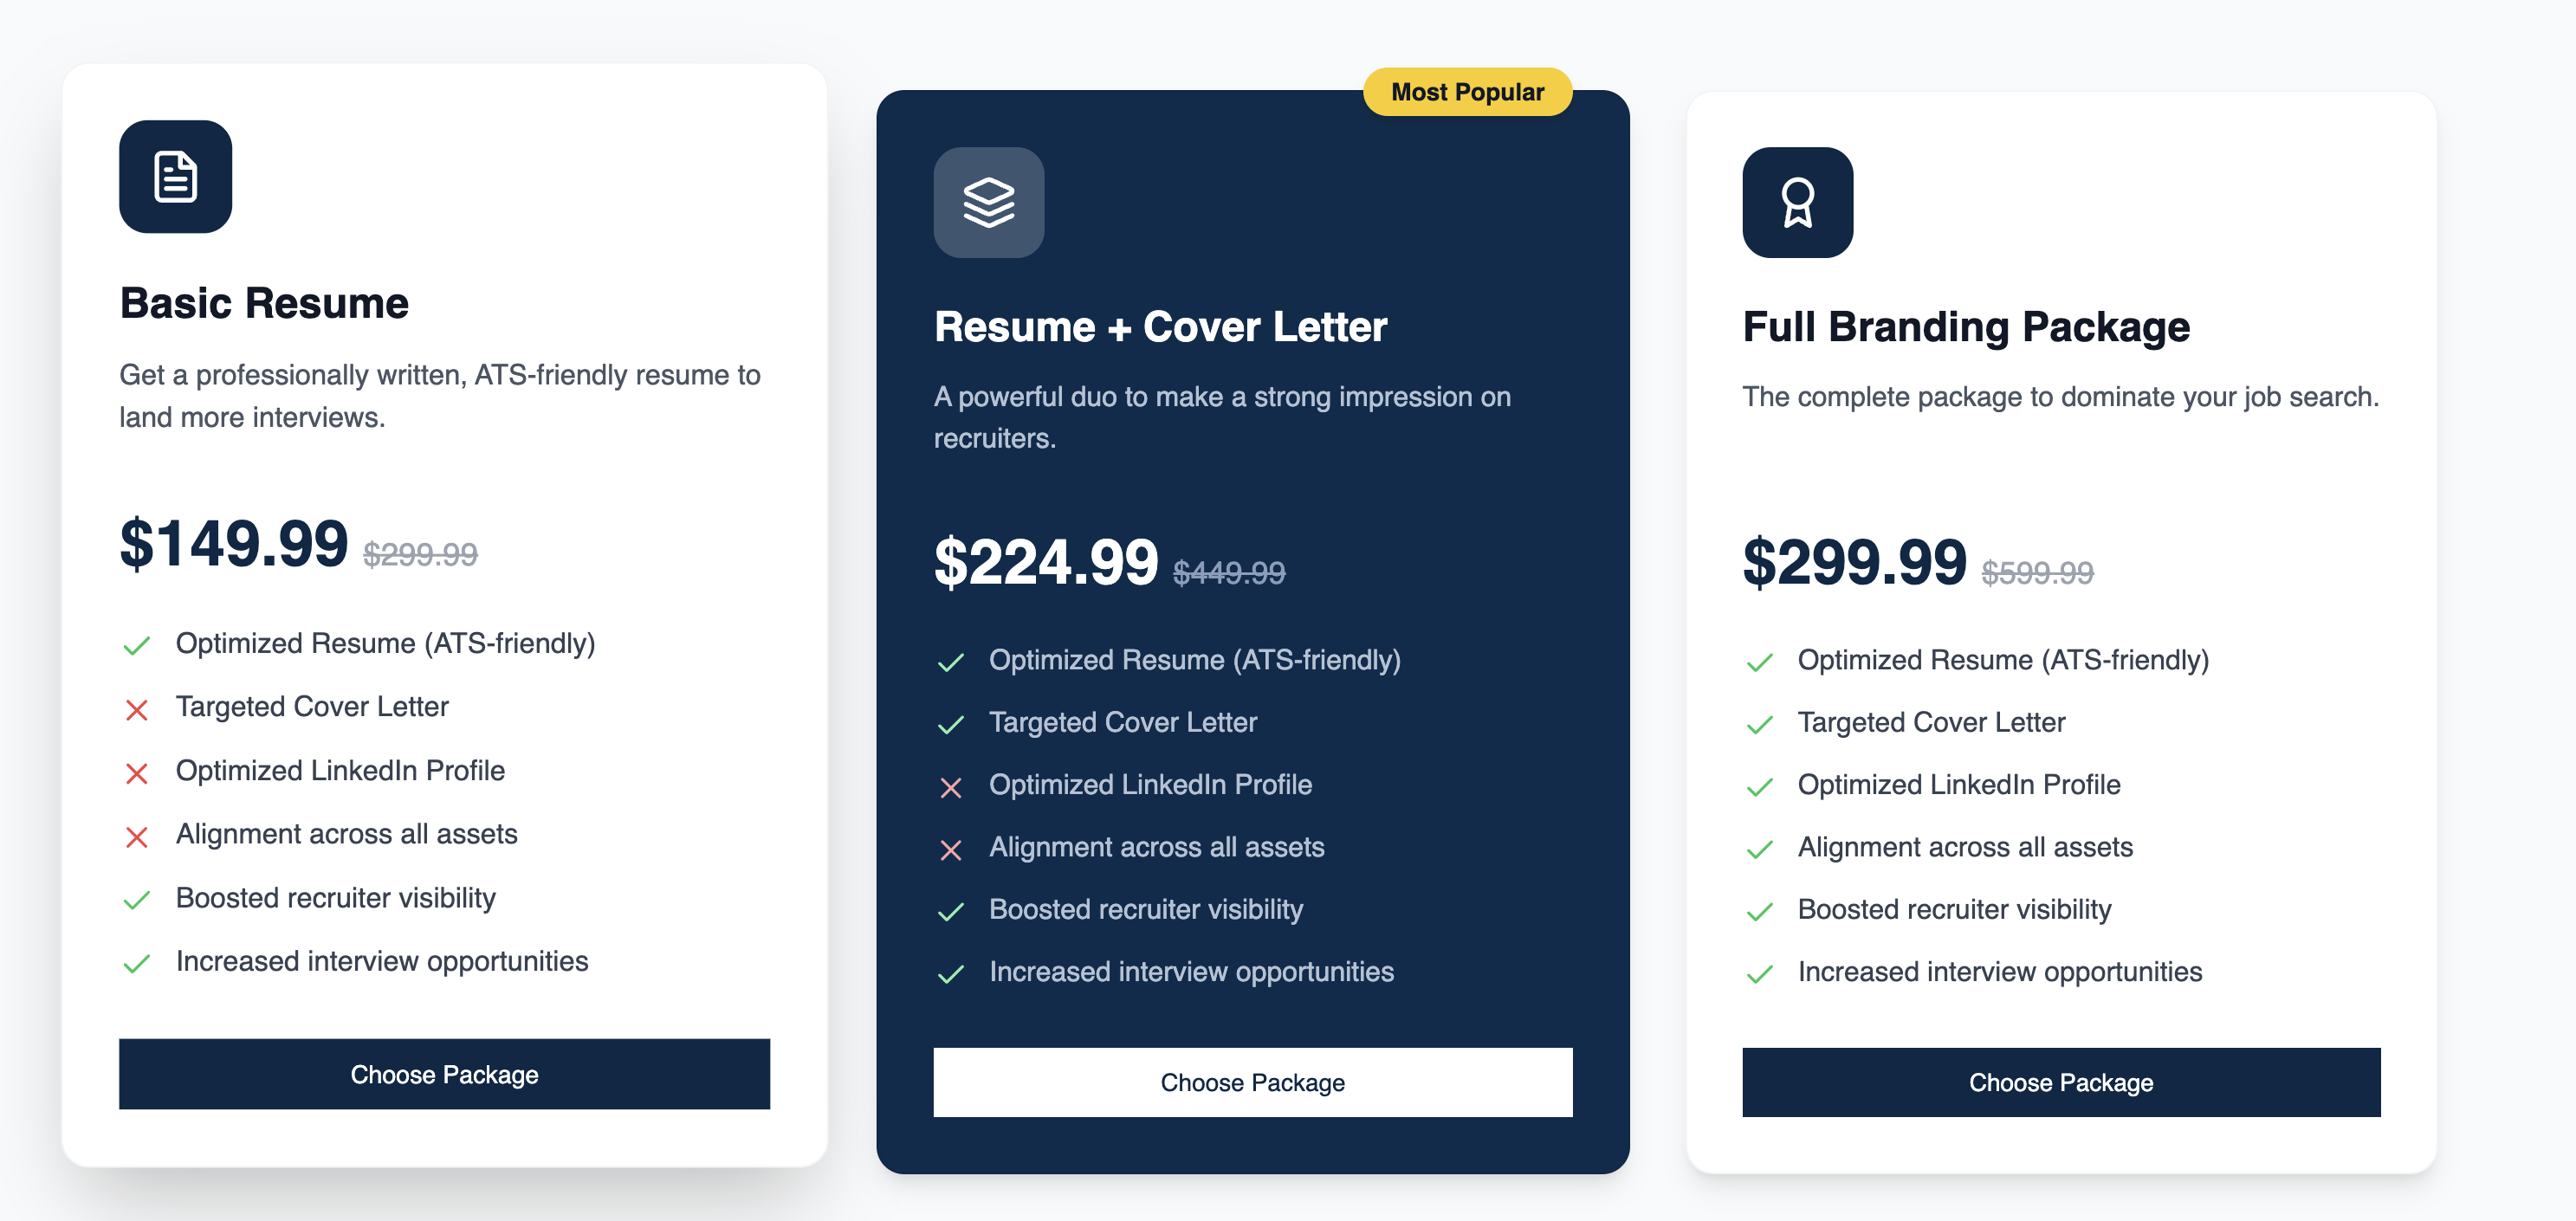 Basic Resume
Get a professionally written, ATS-friendly resume to
land more interviews.
$149.99 $299.99
Optimized Resume (ATS-friendly)
Targeted Cover Letter
Optimized LinkedIn Profile
Alignment across all assets
Boosted recruiter visibility
Increased interview opportunities
Choose Package
Most Popular
Resume + Cover Letter
A powerful duo to make a strong impression on
recruiters.
$224.99 $449.99
Optimized Resume (ATS-friendly)
Targeted Cover Letter
Optimized LinkedIn Profile
Alignment across all assets
Boosted recruiter visibility
Increased interview opportunities
Choose Package
Full Branding Package
The complete package to dominate your job search.
$299.99 $599.99
Optimized Resume (ATS-friendly)
Targeted Cover Letter
Optimized LinkedIn Profile
Alignment across all assets
Boosted recruiter visibility
Increased interview opportunities
Choose Package